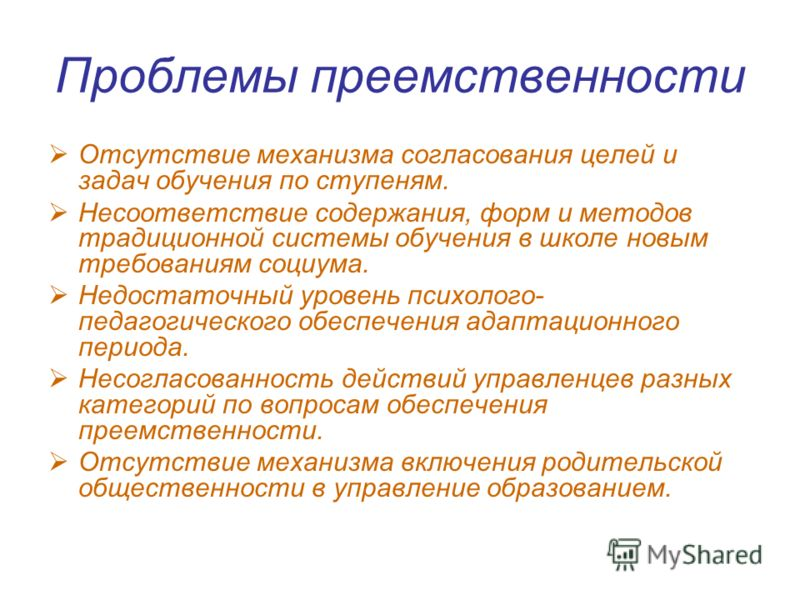 Проблемы преемственности
Отсутствие механизма согласования целей и
задач обучения по ступеням.
Несоответствие содержания, форм и методов
традиционной системы обучения в школе новым
требованиям социума.
Недостаточный уровень психолого-
педагогического обеспечения адаптационного
периода.
Несогласованность действий управленцев разных
категорий по вопросам обеспечения
преемственности.
Отсутствие механизма включения родительской
общественности в управление образованием.
MyShared